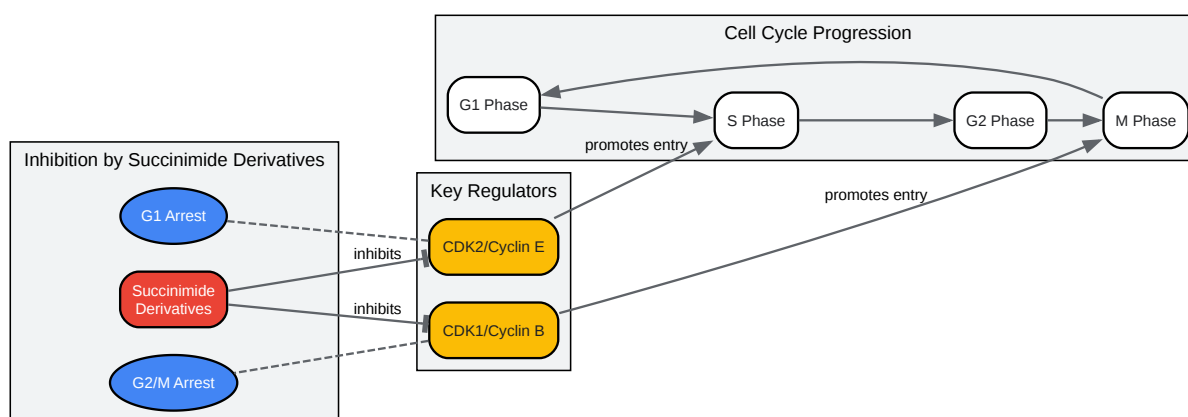 Cell Cycle Progression
G1 Phase
S Phase
G2 Phase
M Phase
promotes entry
Inhibition by Succinimide Derivatives
Key Regulators
promotes entry
G1 Arrest
CDK2/Cyclin E
inhibits
Succinimide
Derivatives
inhibits
CDK1/Cyclin B
G2/M Arrest